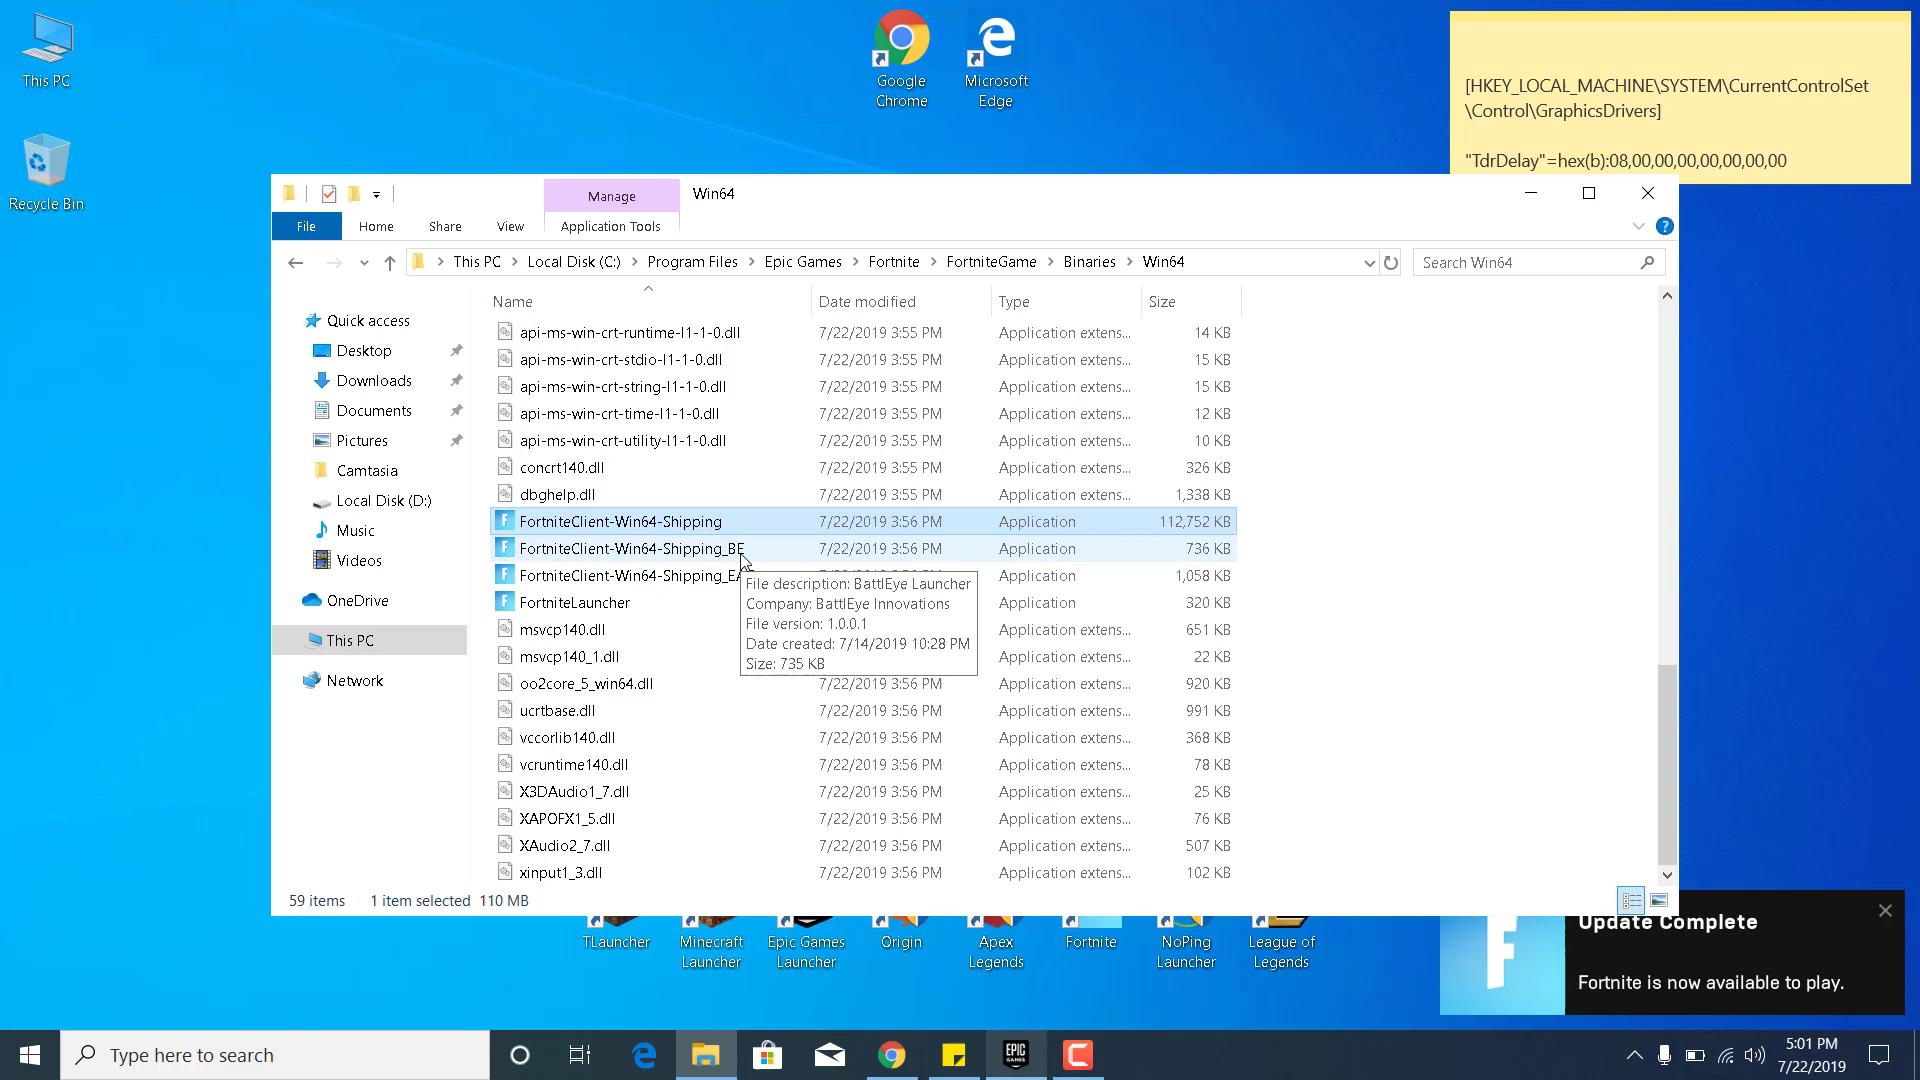 This PC
Recycle Bin
Google
Chrome
Microsoft
Edge
[HKEY_LOCAL_MACHINE\SYSTEM\CurrentControlSet
\Control\GraphicsDrivers]
"TdrDelay"=hex(b):08,00,00,00,00,00,00,00
Manage
Win64
File
Home
Share
View
Application Tools
This PC > Local Disk (C:) > Program Files > Epic Games > Fortnite > FortniteGame > Binaries > Win64
Search Win64
Quick access
Desktop
Downloads
Documents
Pictures
Camtasia
Local Disk (D:)
Music
Videos
OneDrive
This PC
Network
Name Date modified Type Size
api-ms-win-crt-runtime-l1-1-0.dll 7/22/2019 3:55 PM Application extens... 14 KB
api-ms-win-crt-stdio-l1-1-0.dll 7/22/2019 3:55 PM Application extens... 15 KB
api-ms-win-crt-string-l1-1-0.dll 7/22/2019 3:55 PM Application extens... 15 KB
api-ms-win-crt-time-l1-1-0.dll 7/22/2019 3:55 PM Application extens... 12 KB
api-ms-win-crt-utility-l1-1-0.dll 7/22/2019 3:55 PM Application extens... 10 KB
concrt140.dll 7/22/2019 3:55 PM Application extens... 326 KB
dbghelp.dll 7/22/2019 3:55 PM Application extens... 1,338 KB
FortniteClient-Win64-Shipping 7/22/2019 3:56 PM Application 112,752 KB
FortniteClient-Win64-Shipping_BE 7/22/2019 3:56 PM Application 736 KB
FortniteClient-Win64-Shipping_EA Application 1,058 KB
FortniteLauncher Application 320 KB
msvcp140.dll Application extens... 651 KB
msvcp140_1.dll Application extens... 22 KB
oo2core_5_win64.dll 7/22/2019 3:56 PM Application extens... 920 KB
ucrtbase.dll 7/22/2019 3:56 PM Application extens... 991 KB
vccorlib140.dll 7/22/2019 3:56 PM Application extens... 368 KB
vcruntime140.dll 7/22/2019 3:56 PM Application extens... 78 KB
X3DAudio1_7.dll 7/22/2019 3:56 PM Application extens... 25 KB
XAPOFX1_5.dll 7/22/2019 3:56 PM Application extens... 76 KB
XAudio2_7.dll 7/22/2019 3:56 PM Application extens... 507 KB
xinput1_3.dll 7/22/2019 3:56 PM Application extens... 102 KB
File description: BattlEye Launcher
Company: BattlEye Innovations
File version: 1.0.0.1
Date created: 7/14/2019 10:28 PM
Size: 735 KB
59 items 1 item selected 110 MB
TLauncher
Minecraft
Launcher
Epic Games
Launcher
Origin
Apex
Legends
Fortnite
NoPing
Launcher
League of
Legends
Update Complete
Fortnite is now available to play.
Type here to search
EPIC
GAMES
5:01 PM
7/22/2019